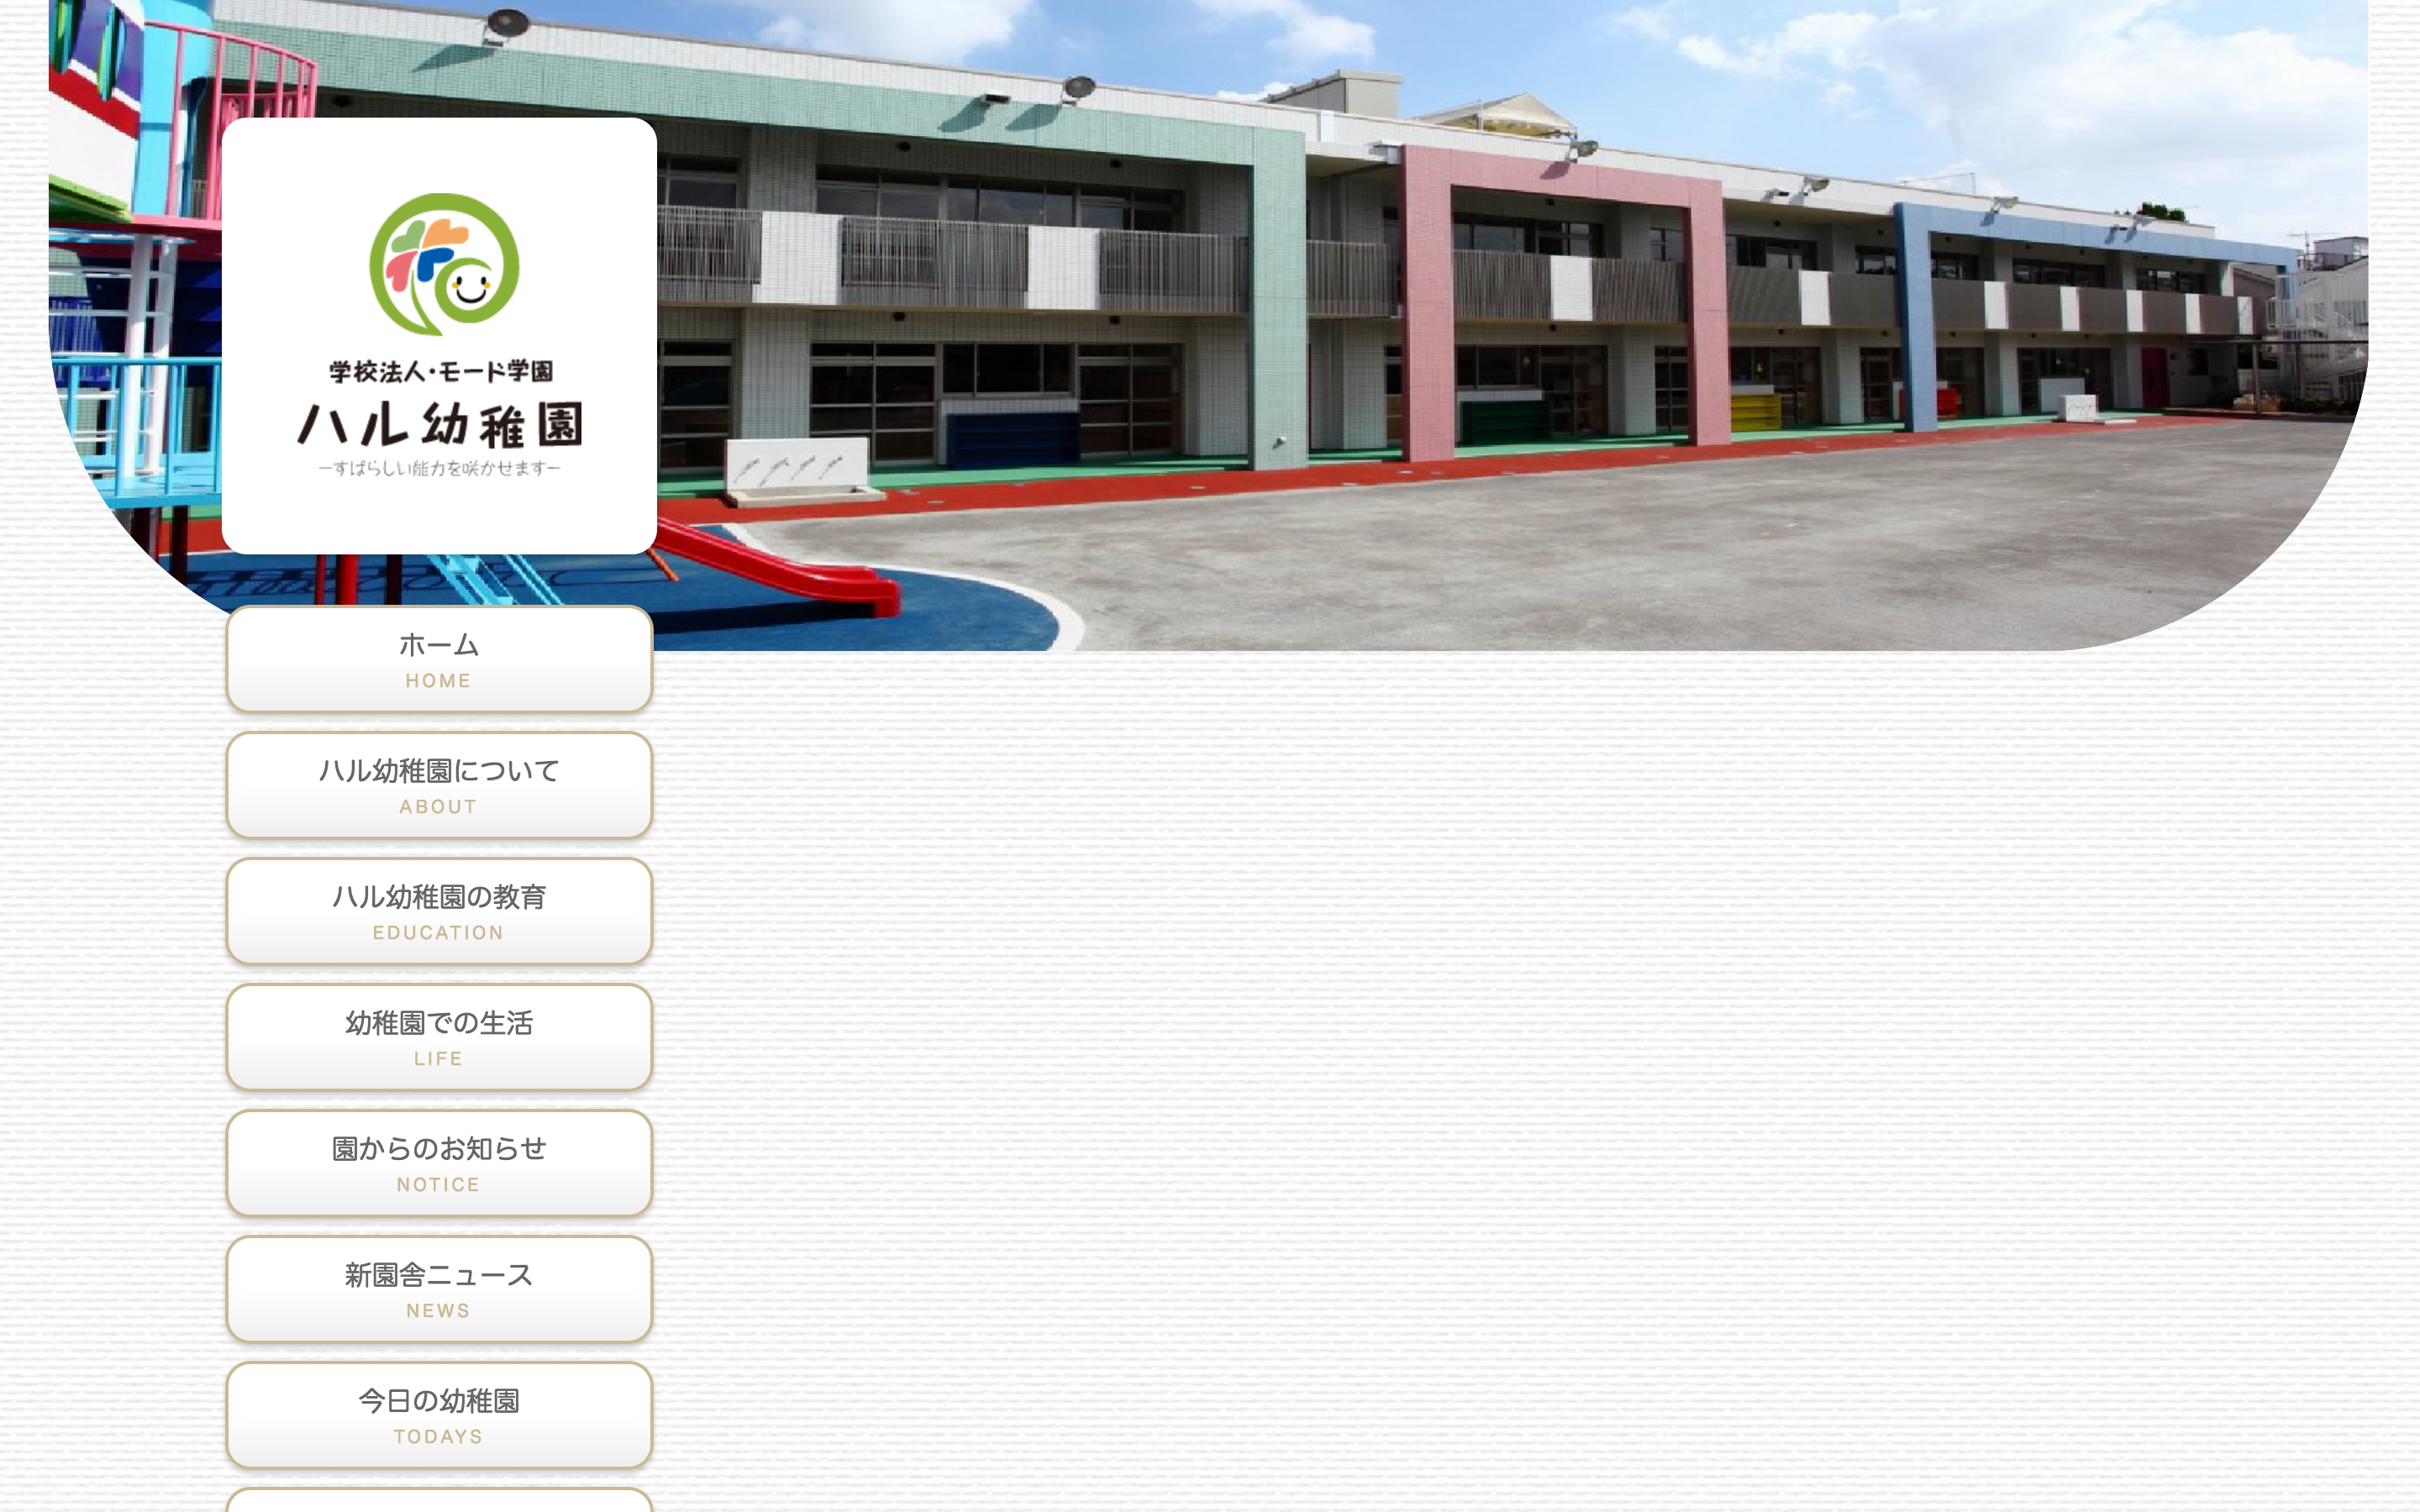 学校法人・モード学園
ハル幼稚園
ーすばらしい能力を咲かせますー
ホーム
HOME
ハル幼稚園について
ABOUT
ハル幼稚園の教育
EDUCATION
幼稚園での生活
LIFE
園からのお知らせ
NOTICE
新園舎ニュース
NEWS
今日の幼稚園
TODAYS